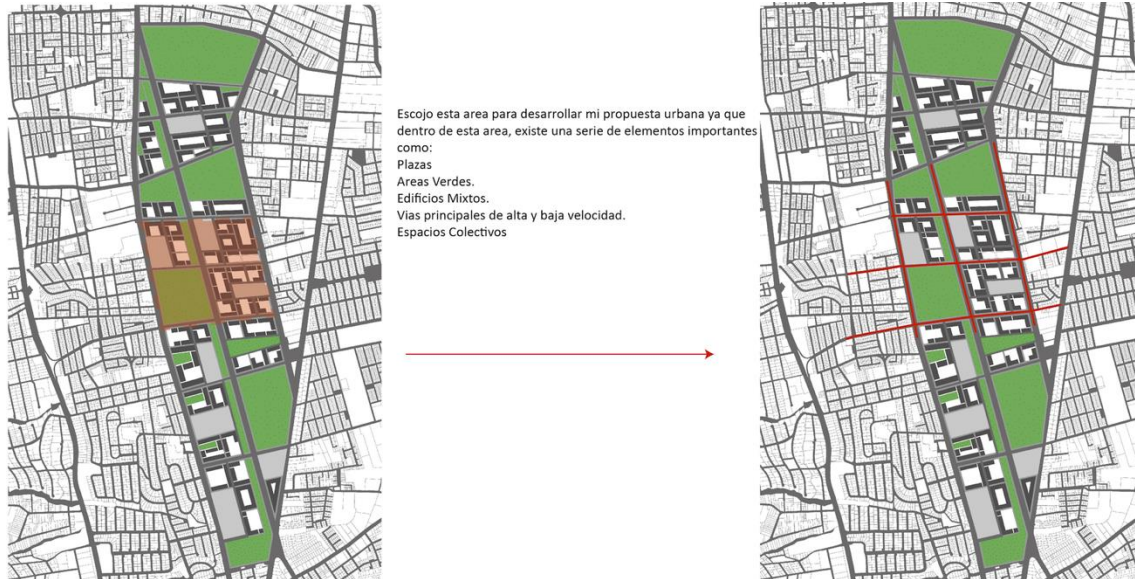 Escojo esta area para desarrollar mi propuesta urbana ya que
dentro de esta area, existe una serie de elementos importantes
como:
Plazas
Areas Verdes.
Edificios Mixtos.
Vias principales de alta y baja velocidad.
Espacios Colectivos